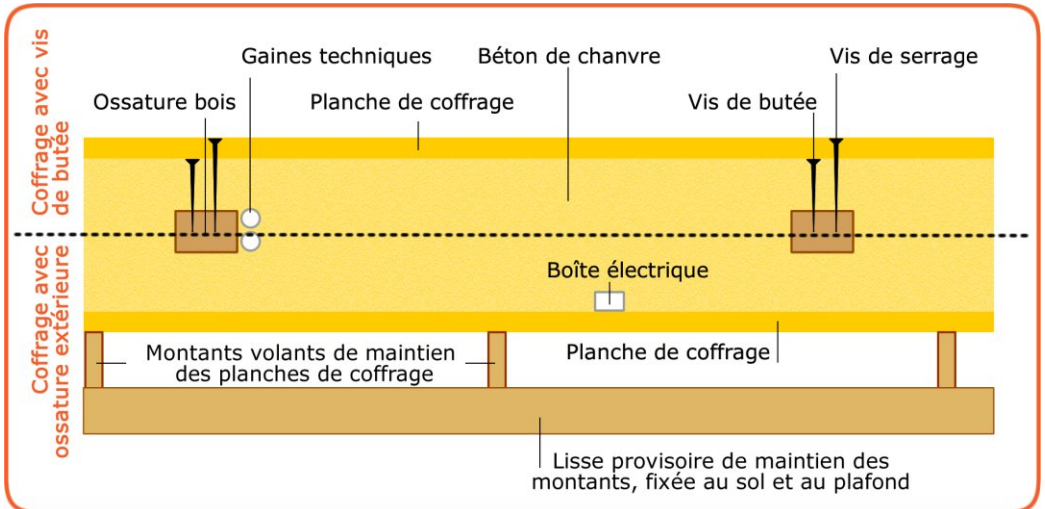 Coffrage avec vis
de butée
Gaines techniques
Béton de chanvre
Vis de serrage
Ossature bois
Planche de coffrage
Vis de butée
Coffrage avec
ossature extérieure
Boîte électrique
Montants volants de maintien
des planches de coffrage
Planche de coffrage
Lisse provisoire de maintien des
montants, fixée au sol et au plafond